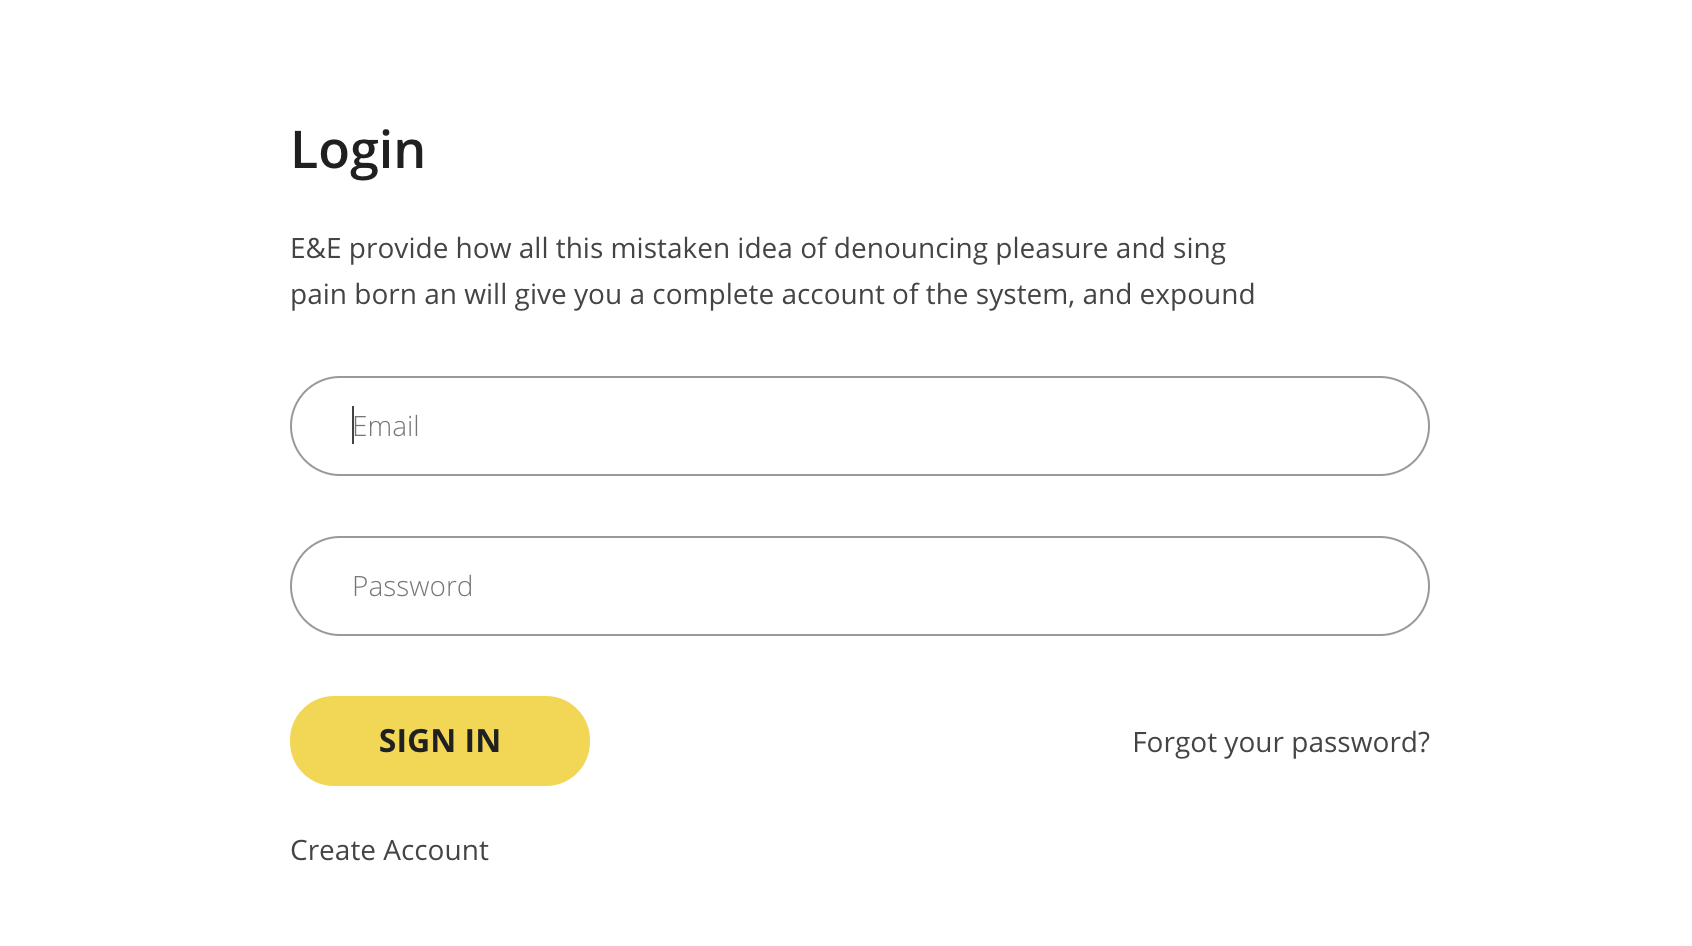 Login
E&E provide how all this mistaken idea of denouncing pleasure and sing
pain born an will give you a complete account of the system, and expound
Email
Password
SIGN IN
Forgot your password?
Create Account